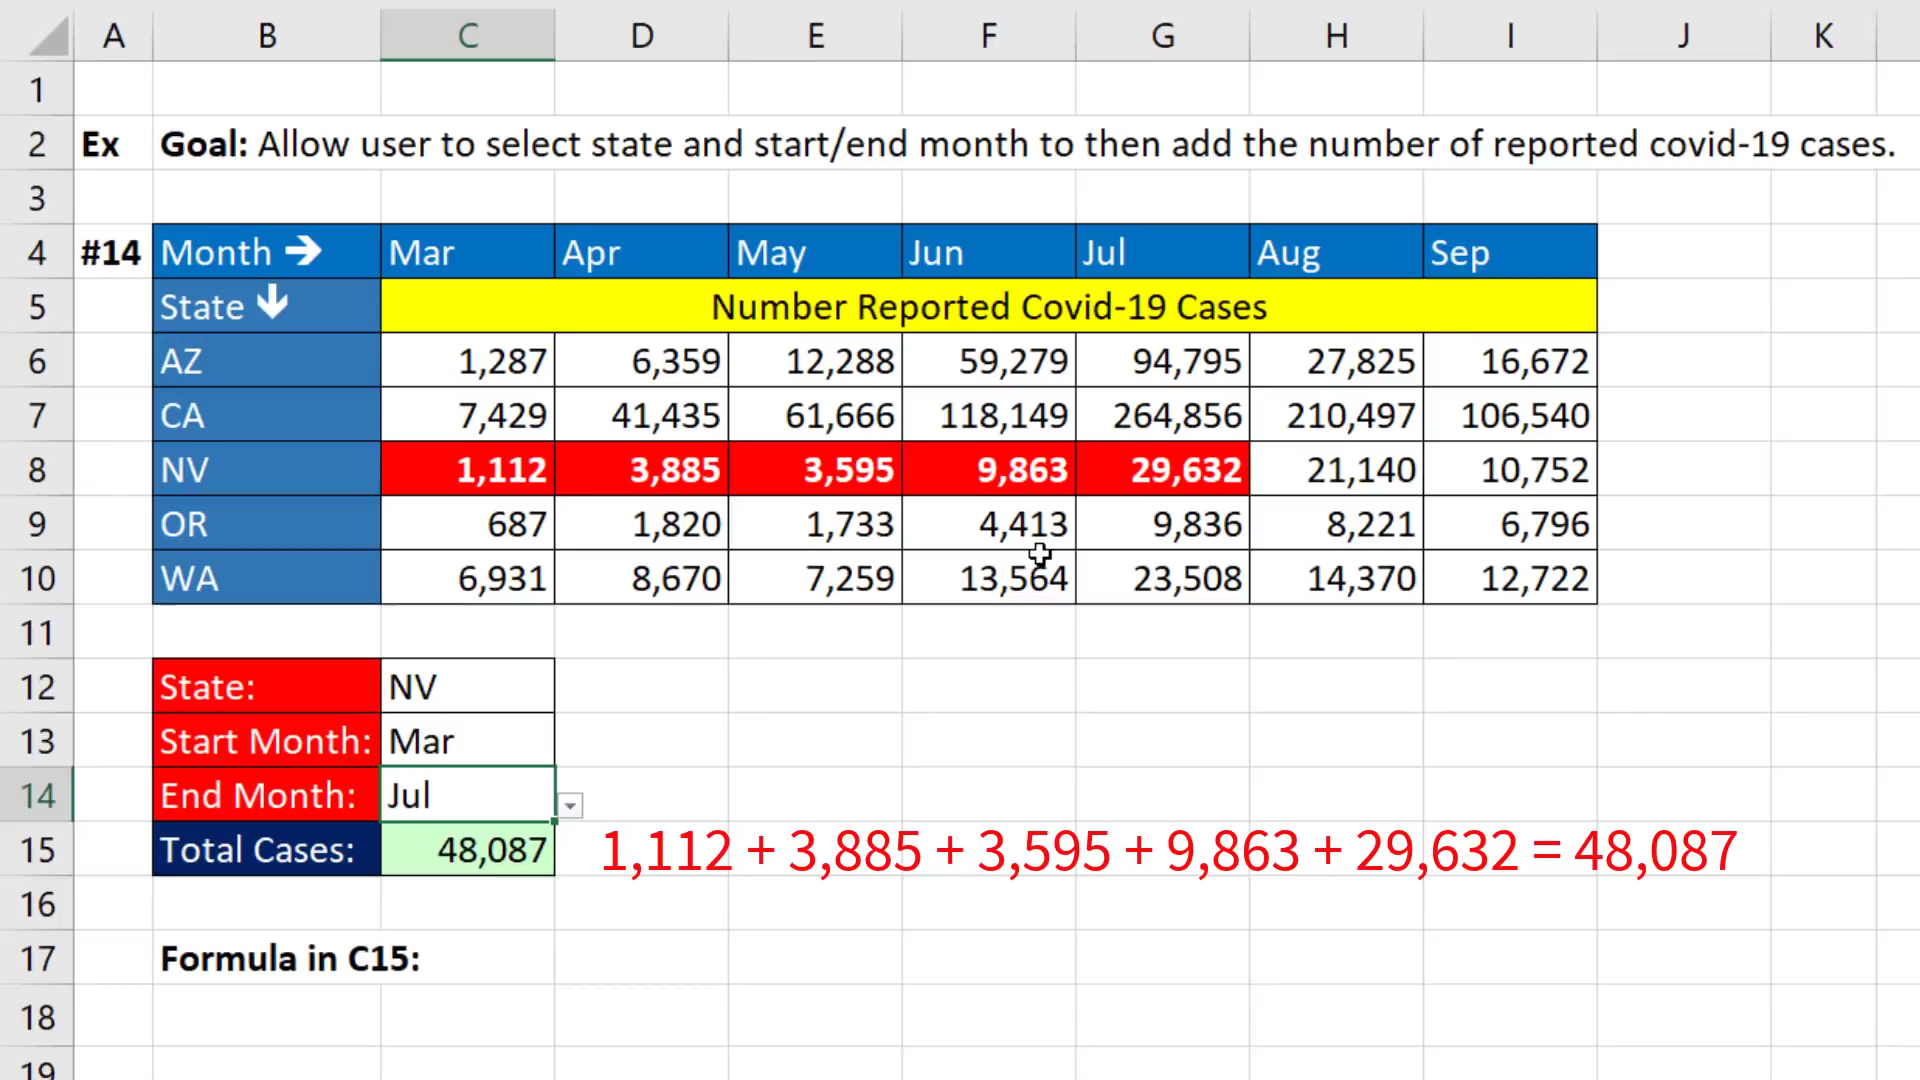 A B C D E F G H I J K
1
2 Ex Goal: Allow user to select state and start/end month to then add the number of reported covid-19 cases.
3
4 #14 Month → Mar Apr May Jun Jul Aug Sep
5 State ↓ Number Reported Covid-19 Cases
6 AZ 1,287 6,359 12,288 59,279 94,795 27,825 16,672
7 CA 7,429 41,435 61,666 118,149 264,856 210,497 106,540
8 NV 1,112 3,885 3,595 9,863 29,632 21,140 10,752
9 OR 687 1,820 1,733 4,413 9,836 8,221 6,796
10 WA 6,931 8,670 7,259 13,564 23,508 14,370 12,722
11
12 State: NV
13 Start Month: Mar
14 End Month: Jul
15 Total Cases: 48,087 1,112 + 3,885 + 3,595 + 9,863 + 29,632 = 48,087
16
17 Formula in C15:
18
19